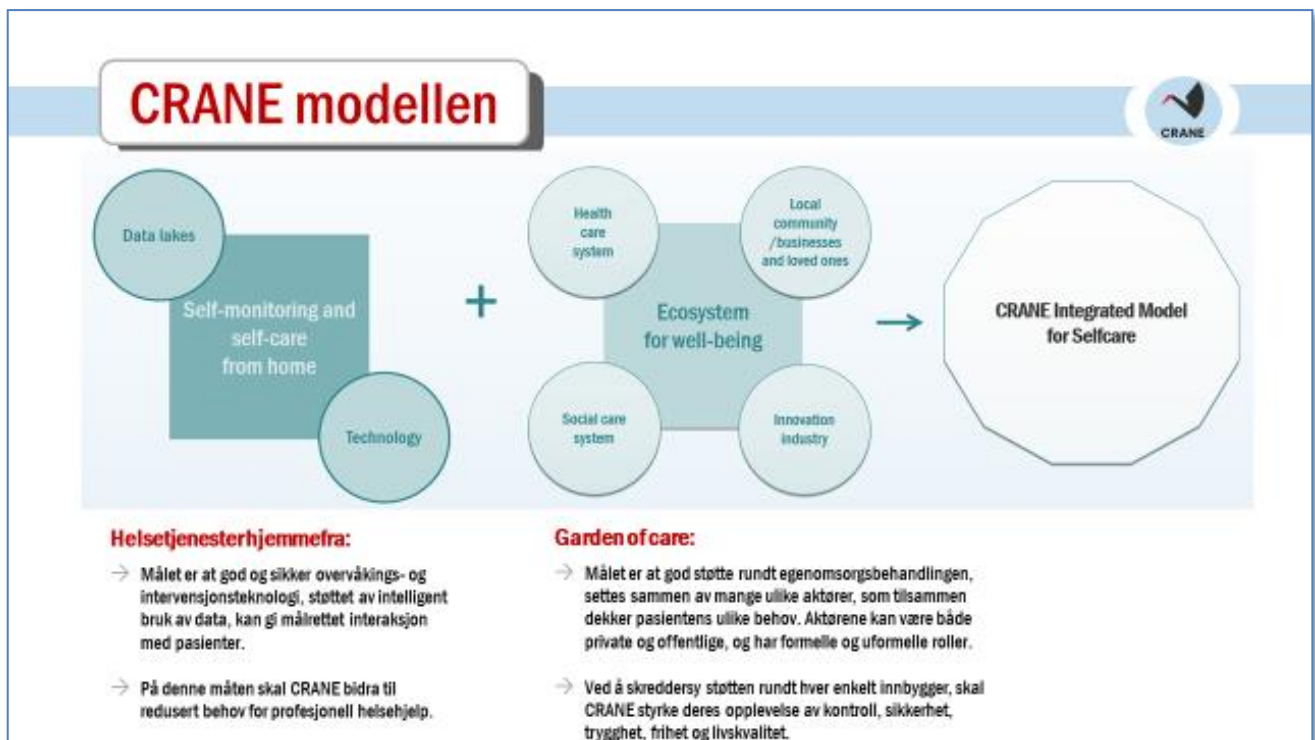 CRANE modellen
CRANE
Data lakes
Self-monitoring and
self-care
from home
Technology
+
Health
care
system
Local
community
/businesses
and loved ones
Ecosystem
for well-being
Social care
system
Innovation
industry
→
CRANE Integrated Model
for Selfcare
Helsetjenesterhjemmefra:
→ Målet er at god og sikker overvåkings- og
intervensjonsteknologi, støttet av intelligent
bruk av data, kan gi målrettet interaksjon
med pasienter.
→ På denne måten skal CRANE bidra til
redusert behov for profesjonell helsehjelp.
Garden of care:
→ Målet er at god støtte rundt egenomsorgsbehandlingen,
settes sammen av mange ulike aktører, som tilsammen
dekker pasientens ulike behov. Aktørene kan være både
private og offentlige, og har formelle og uformelle roller.
→ Ved å skreddersy støtten rundt hver enkelt innbygger, skal
CRANE styrke deres opplevelse av kontroll, sikkerhet,
trygghet, frihet og livskvalitet.